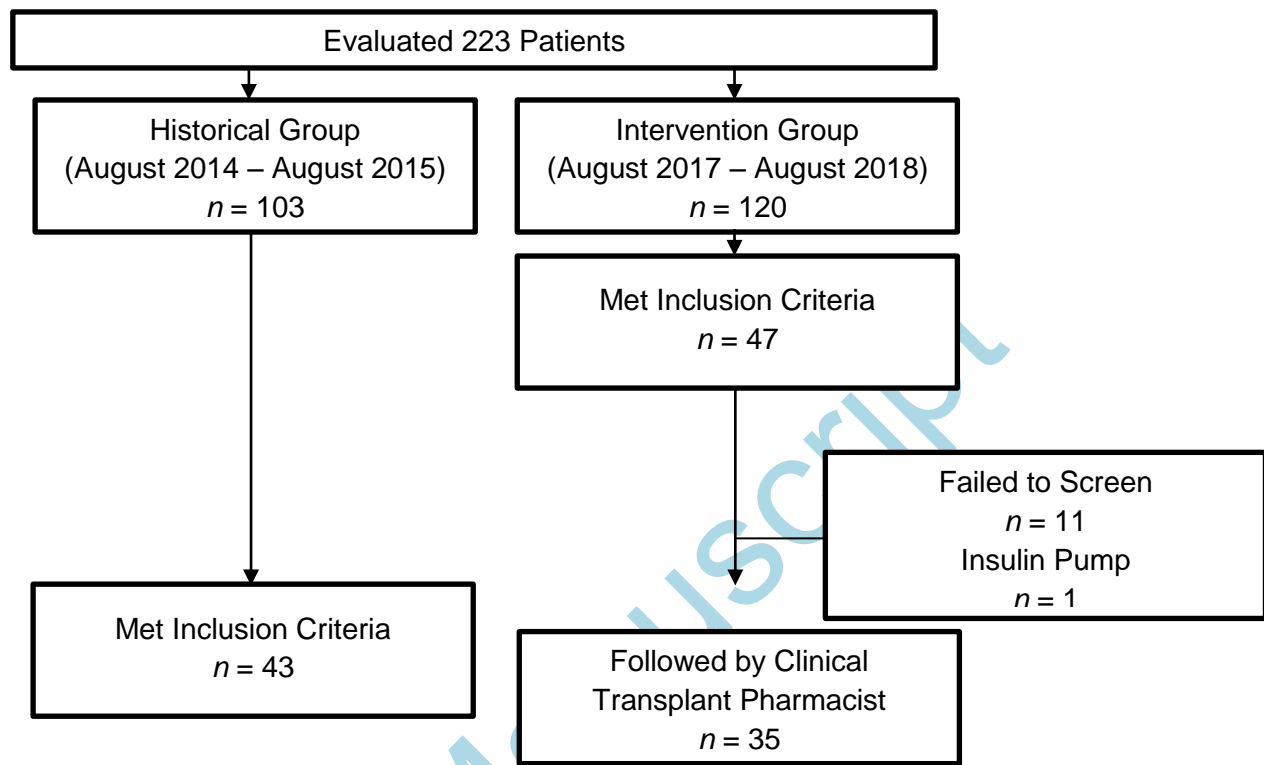 Evaluated 223 Patients
Historical Group
(August 2014 – August 2015)
n = 103
Intervention Group
(August 2017 – August 2018)
n = 120
Met Inclusion Criteria
n = 47
Failed to Screen
n = 11
Insulin Pump
n = 1
Met Inclusion Criteria
n = 43
Followed by Clinical
Transplant Pharmacist
n = 35